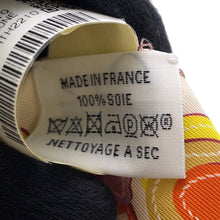 MADE IN FRANCE
100% SOIE
NETTOYAGE A SEC